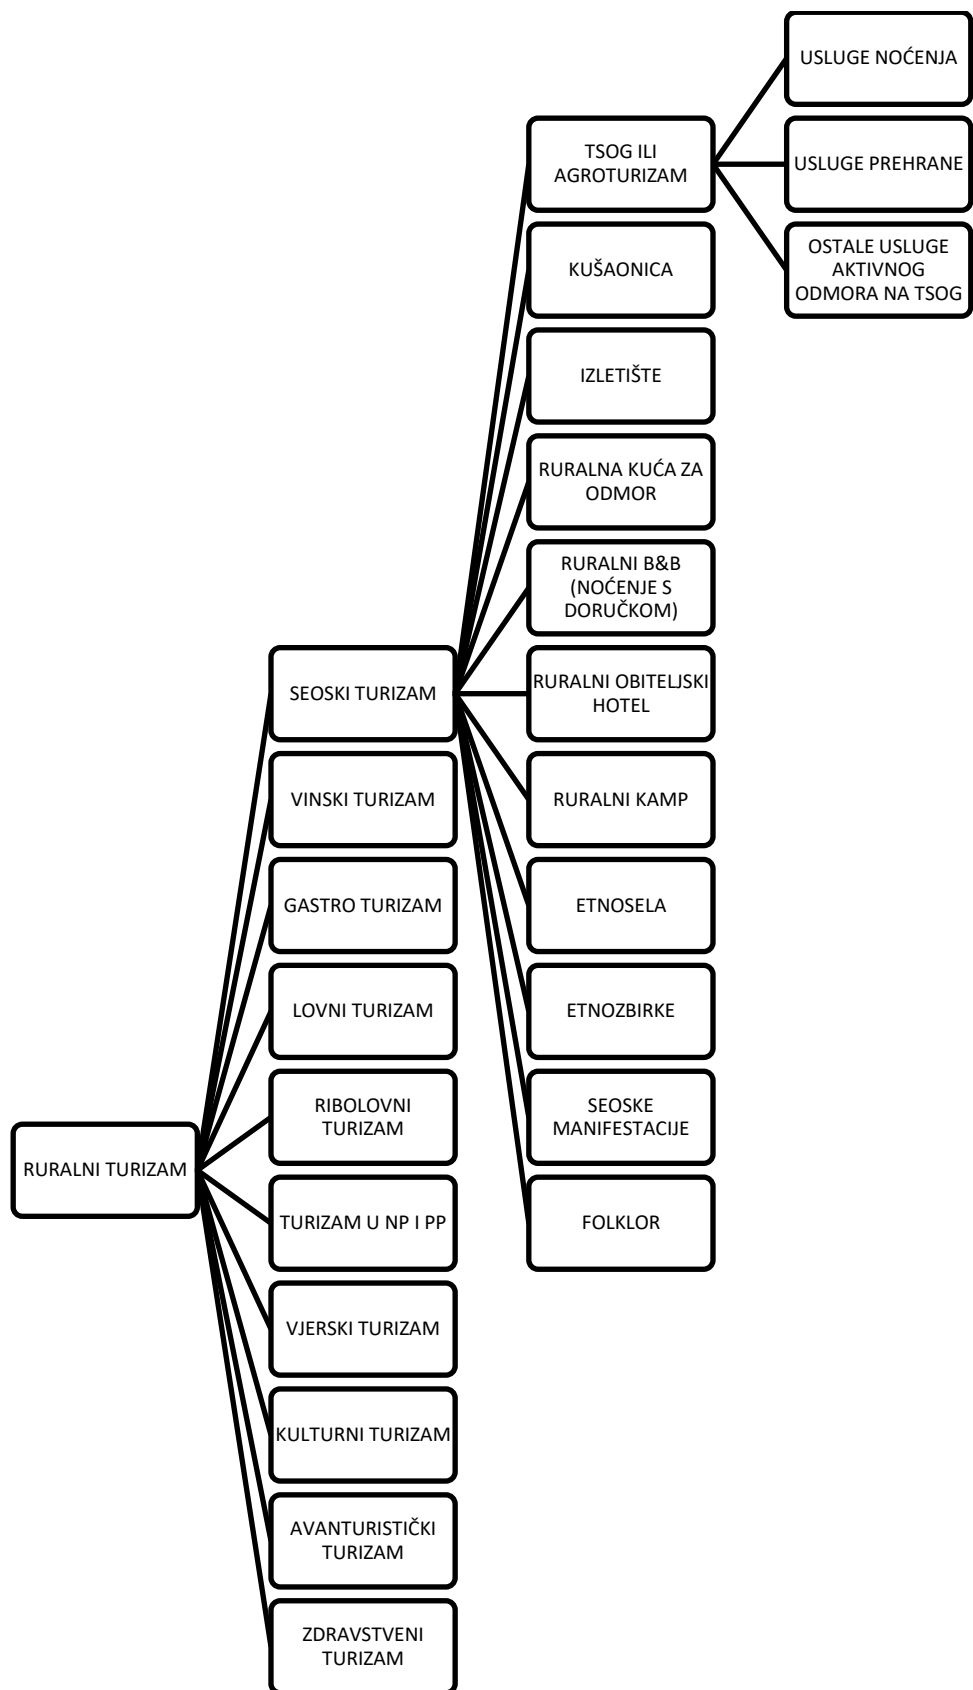 RURALNI TURIZAM
SEOSKI TURIZAM
VINSKI TURIZAM
GASTRO TURIZAM
LOVNI TURIZAM
RIBOLOVNI
TURIZAM
TURIZAM U NP I PP
VJERSKI TURIZAM
KULTURNI TURIZAM
AVANTURISTIČKI
TURIZAM
ZDRAVSTVENI
TURIZAM
TSOG ILI
AGROTURIZAM
KUŠAONICA
IZLETIŠTE
RURALNA KUĆA ZA
ODMOR
RURALNI B&B
(NOĆENJE S
DORUČKOM)
RURALNI OBITELJSKI
HOTEL
RURALNI KAMP
ETNOSELA
ETNOZBIRKE
SEOSKE
MANIFESTACIJE
FOLKLOR
USLUGE NOĆENJA
USLUGE PREHRANE
OSTALE USLUGE
AKTIVNOG
ODMORA NA TSOG